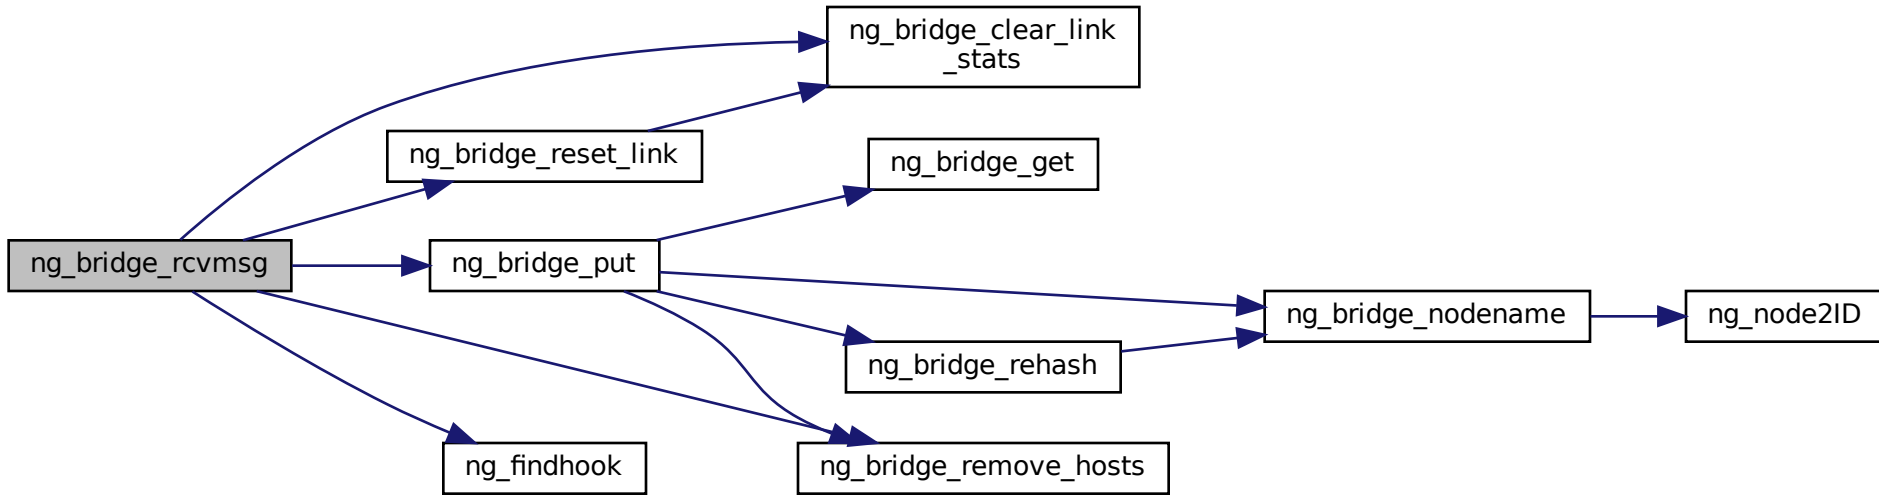 ng_bridge_clear_link
_stats
ng_bridge_reset_link
ng_bridge_get
ng_bridge_rcvmsg
ng_bridge_put
ng_bridge_nodename
ng_node2ID
ng_bridge_rehash
ng_findhook
ng_bridge_remove_hosts